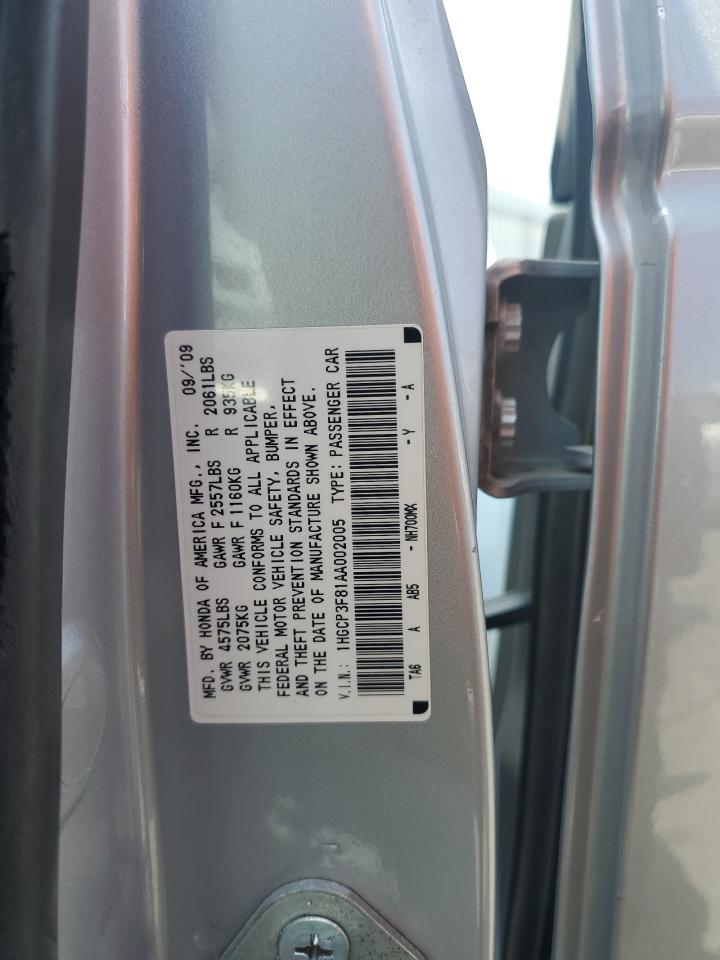 MFD. BY HONDA OF AMERICA MFG., INC. 09/'09
GVWR 4575LBS GAWR F 2557LBS R 2061LBS
GVWR 2075KG GAWR F 1160KG R 935KG
THIS VEHICLE CONFORMS TO ALL APPLICABLE
FEDERAL MOTOR VEHICLE SAFETY, BUMPER,
AND THEFT PREVENTION STANDARDS IN EFFECT
ON THE DATE OF MANUFACTURE SHOWN ABOVE.
V.I.N.: 1HGCP3F81AA002005 TYPE: PASSENGER CAR
TA6 A AB5 - NH700MX - Y - A